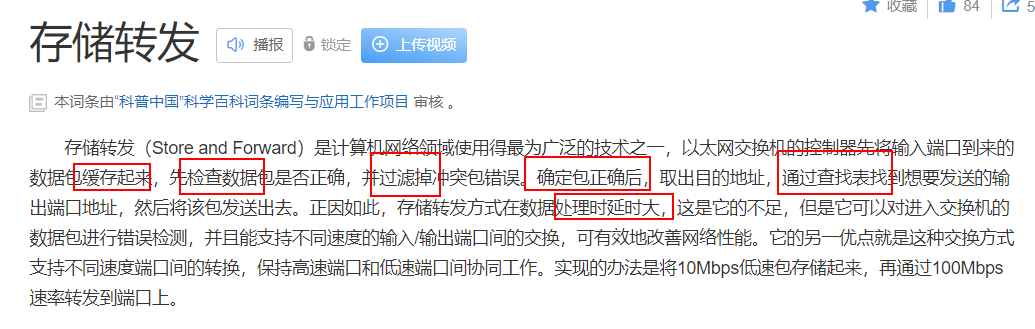 收藏 84
存储转发 播报 锁定 上传视频
本词条由“科普中国”科学百科词条编写与应用工作项目 审核 。
存储转发（Store and Forward）是计算机网络领域使用得最为广泛的技术之一，以太网交换机的控制器先将输入端口到来的
数据包缓存起来，先检查数据包是否正确，并过滤掉冲突包错误。确定包正确后，取出目的地址，通过查找表找到想要发送的输
出端口地址，然后将该包发送出去。正因如此，存储转发方式在数据处理时延时大，这是它的不足，但是它可以对进入交换机的
数据包进行错误检测，并且能支持不同速度的输入/输出端口间的交换，可有效地改善网络性能。它的另一优点就是这种交换方式
支持不同速度端口间的转换，保持高速端口和低速端口间协同工作。实现的办法是将10Mbps低速包存储起来，再通过100Mbps
速率转发到端口上。